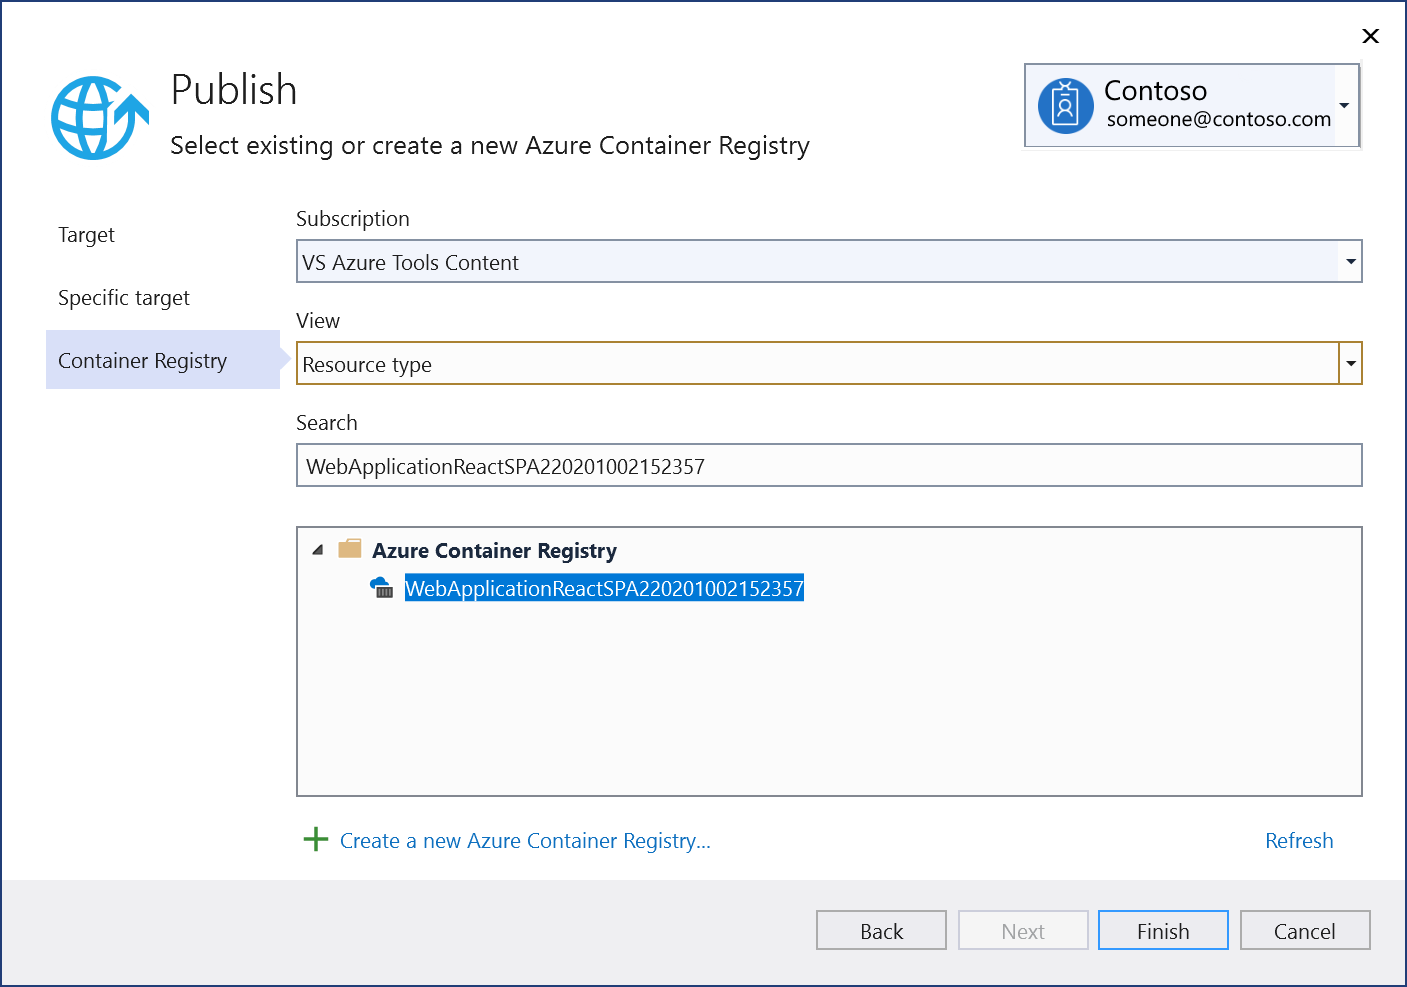 Publish
Select existing or create a new Azure Container Registry
Contoso
someone@contoso.com
Target
Specific target
Container Registry
Subscription
VS Azure Tools Content
View
Resource type
Search
WebApplicationReactSPA220201002152357
Azure Container Registry
WebApplicationReactSPA220201002152357
Create a new Azure Container Registry...
Refresh
Back
Next
Finish
Cancel